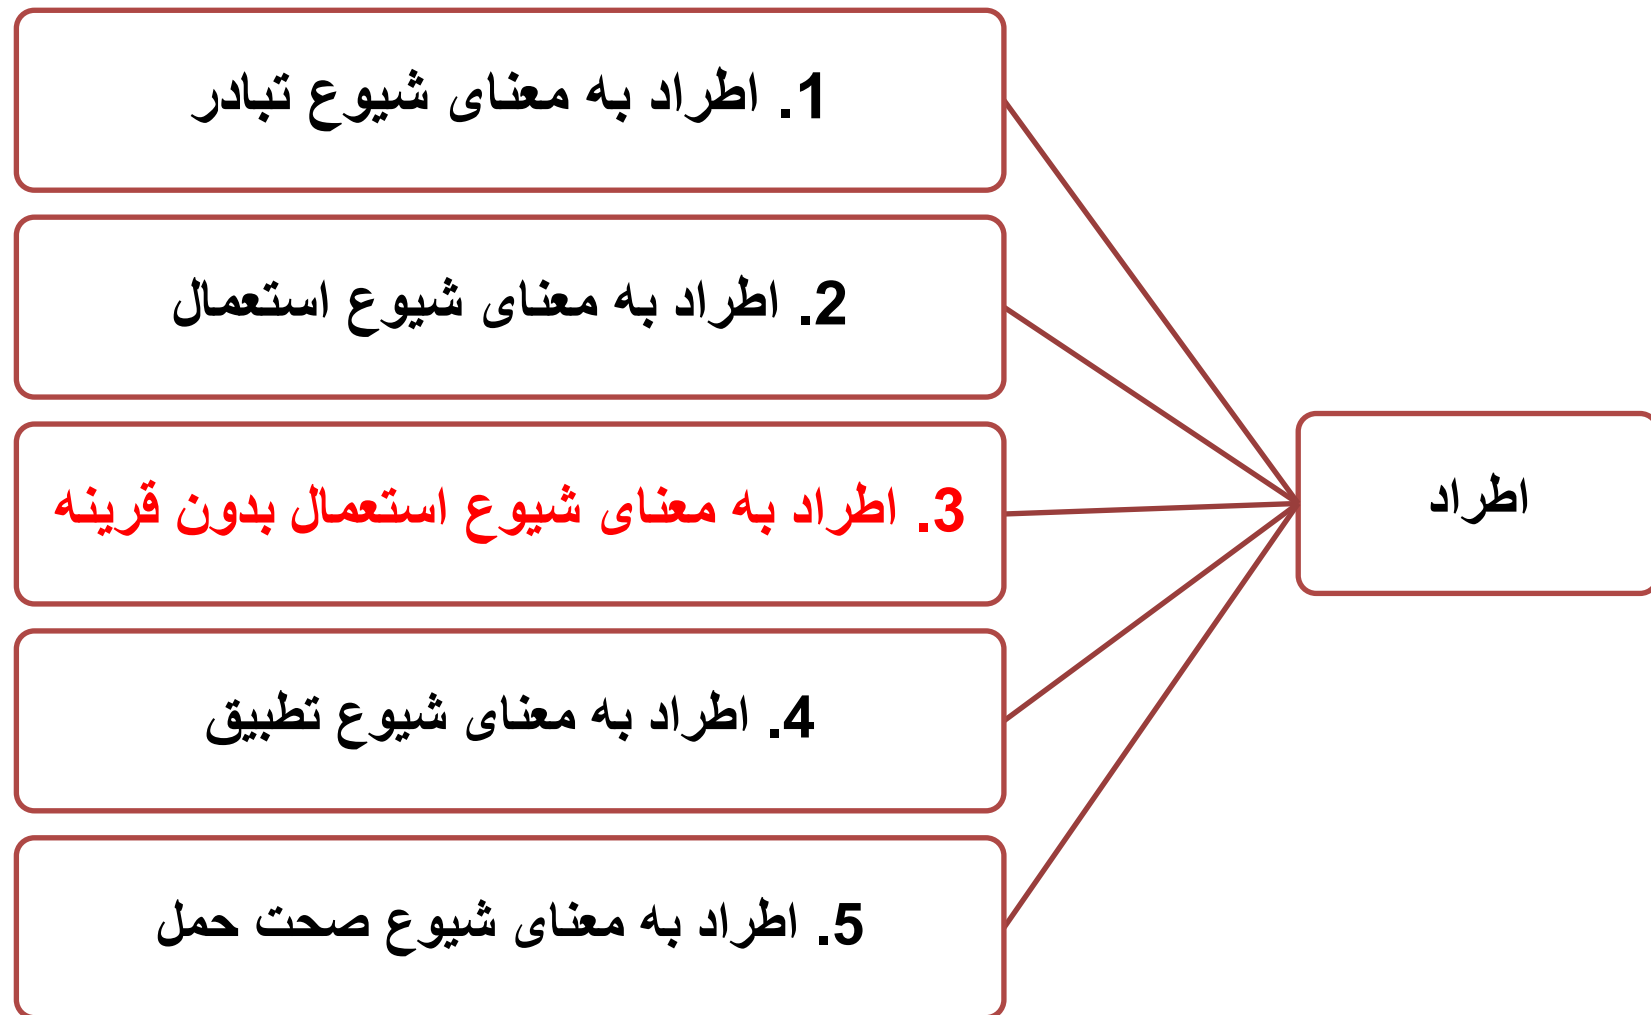 اطراد
1. اطراد به معنای شیوع تبادر
2. اطراد به معنای شیوع استعمال
3. اطراد به معنای شیوع استعمال بدون قرینه
4. اطراد به معنای شیوع تطبیق
5. اطراد به معنای شیوع صحت حمل